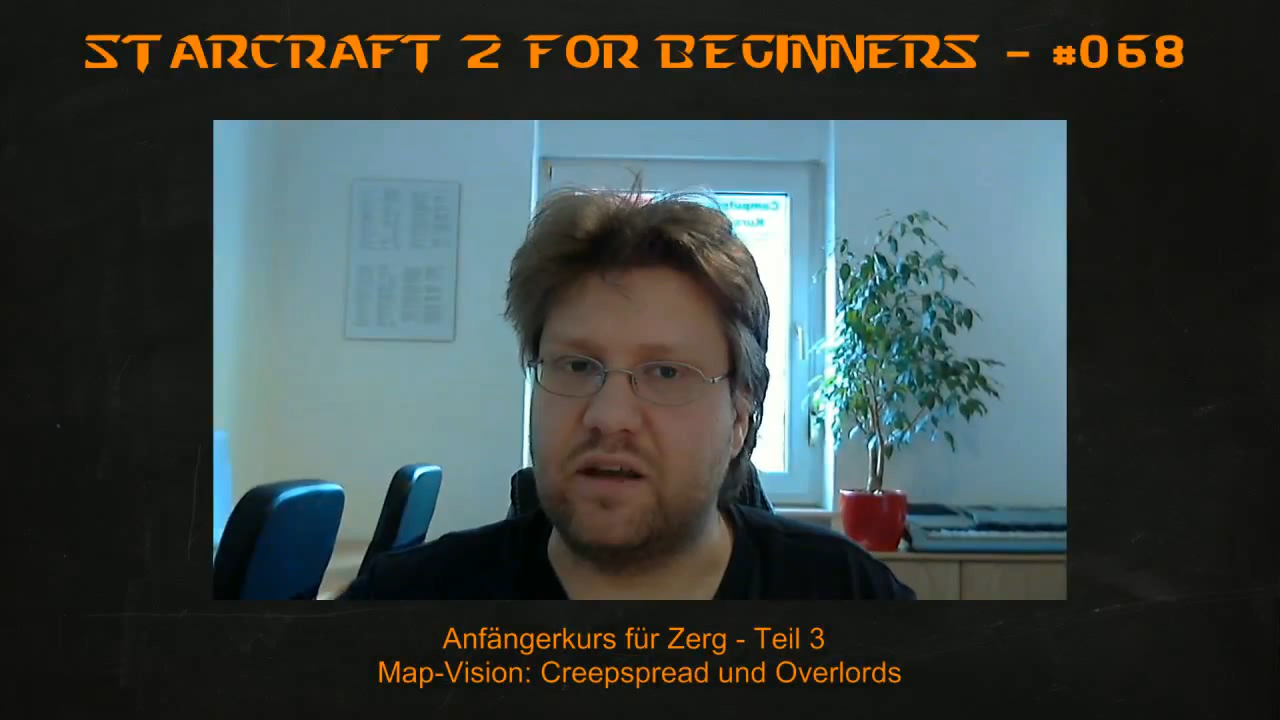 STARCRAFT 2 FOR BEGINNERS - #068
Anfängerkurs für Zerg - Teil 3
Map-Vision: Creepspread und Overlords